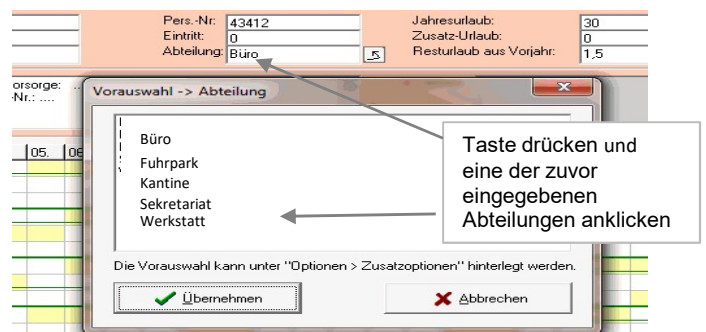 Pers.-Nr: 43412 Jahresurlaub: 30
Eintritt: 0 Zusatz-Urlaub: 0
Abteilung: Büro Resturlaub aus Vorjahr: 1,5
orsorge: ..
-Nr.: ....
Vorauswahl -> Abteilung
05. 06
Büro
Fuhrpark
Kantine
Sekretariat
Werkstatt
Taste drücken und
eine der zuvor
eingegebenen
Abteilungen anklicken
Die Vorauswahl kann unter "Optionen > Zusatzoptionen" hinterlegt werden.
Übernehmen Abbrechen